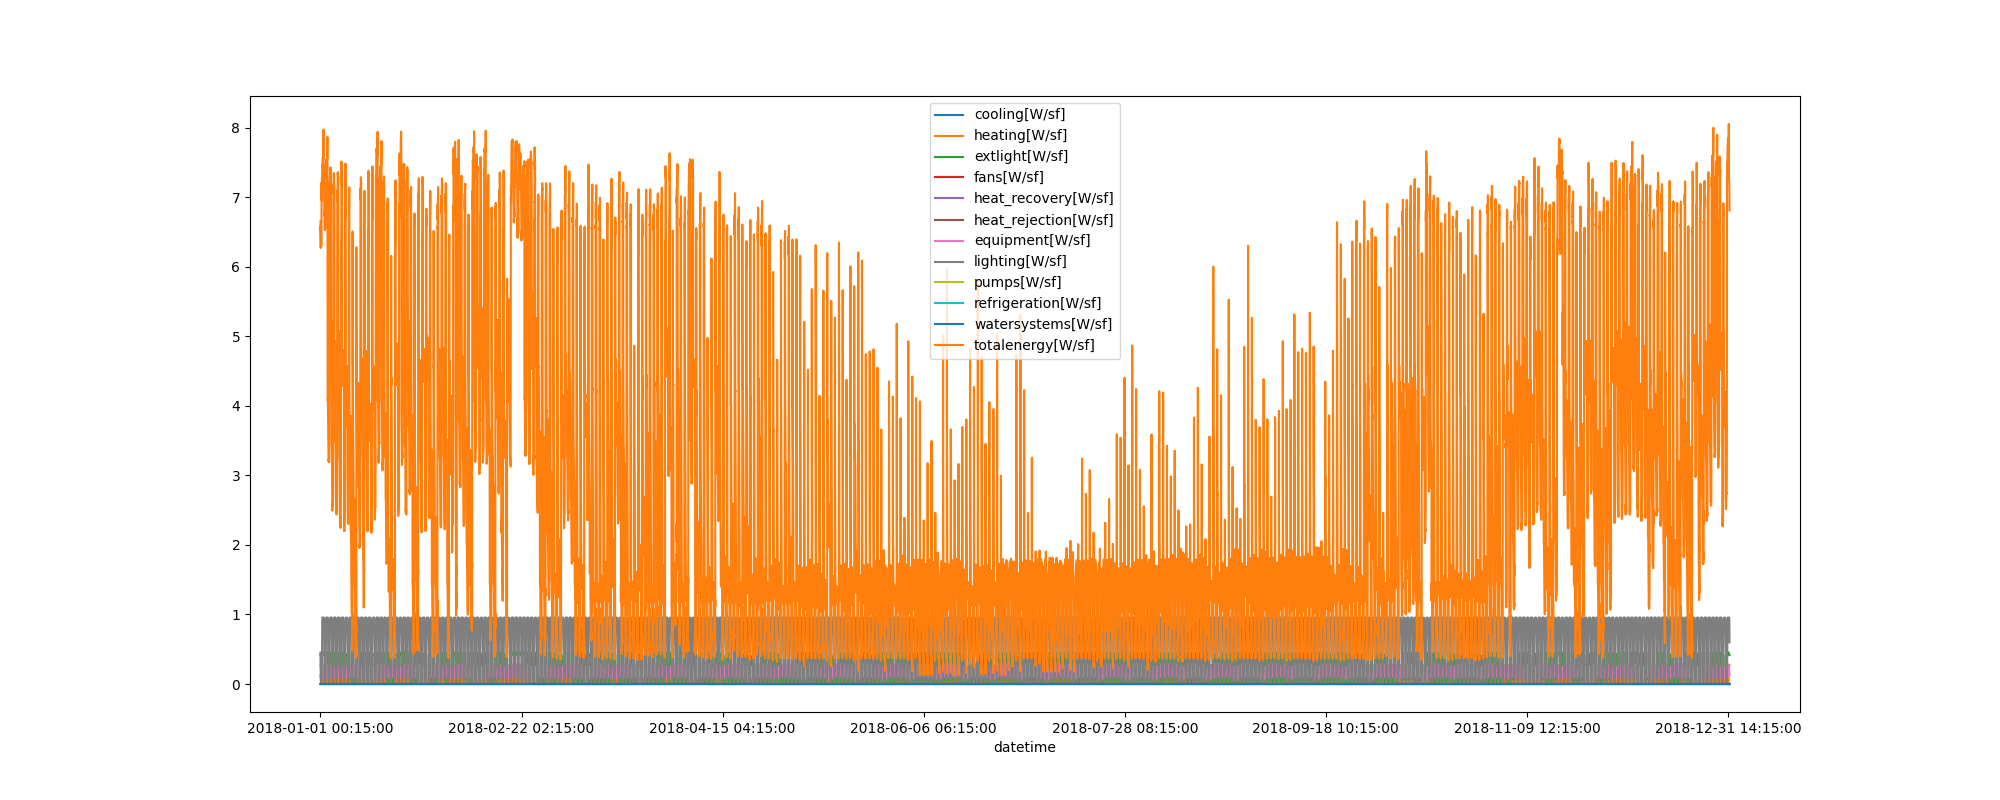 8
7
6
5
4
3
2
1
0
cooling[W/sf]
heating[W/sf]
extlight[W/sf]
fans[W/sf]
heat_recovery[W/sf]
heat_rejection[W/sf]
equipment[W/sf]
lighting[W/sf]
pumps[W/sf]
refrigeration[W/sf]
watersystems[W/sf]
totalenergy[W/sf]
2018-01-01 00:15:00 2018-02-22 02:15:00 2018-04-15 04:15:00 2018-06-06 06:15:00 2018-07-28 08:15:00 2018-09-18 10:15:00 2018-11-09 12:15:00 2018-12-31 14:15:00
datetime